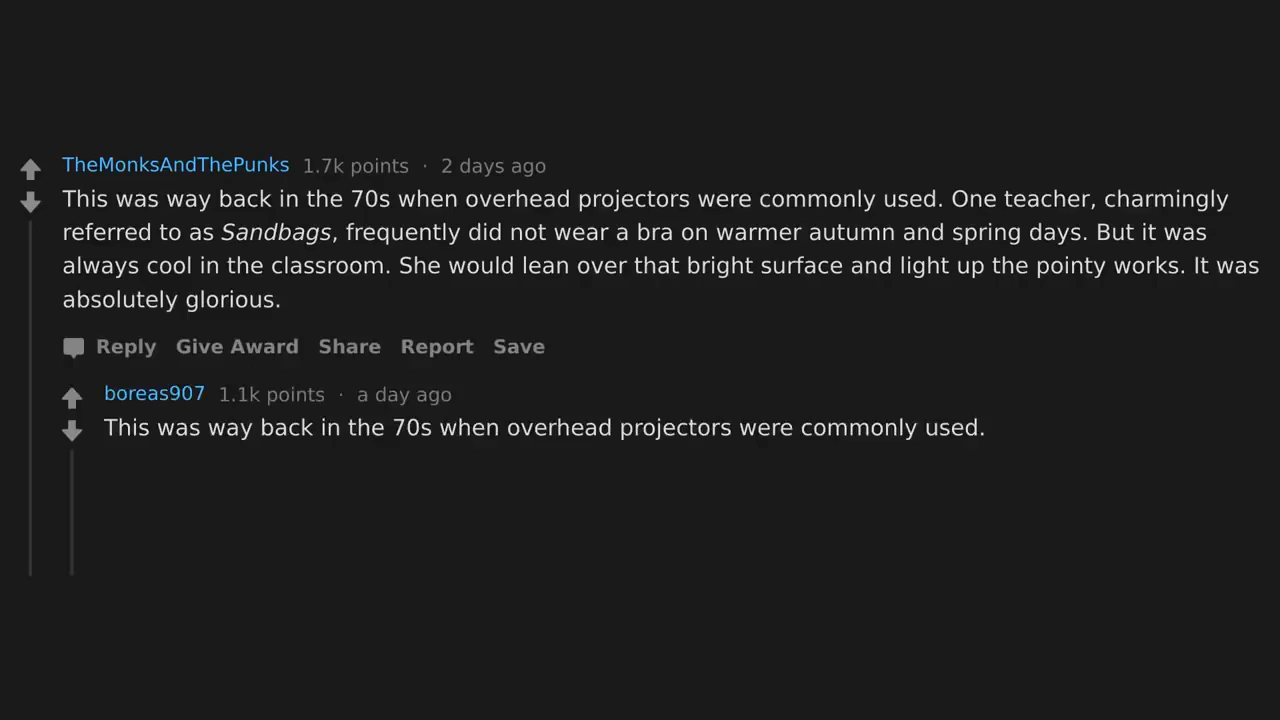 TheMonksAndThePunks 1.7k points · 2 days ago
This was way back in the 70s when overhead projectors were commonly used. One teacher, charmingly
referred to as Sandbags, frequently did not wear a bra on warmer autumn and spring days. But it was
always cool in the classroom. She would lean over that bright surface and light up the pointy works. It was
absolutely glorious.
Reply Give Award Share Report Save
boreas907 1.1k points · a day ago
This was way back in the 70s when overhead projectors were commonly used.